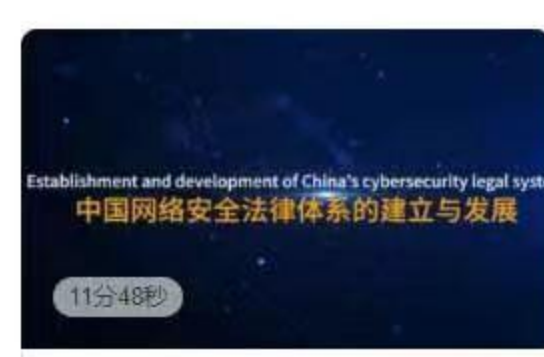 Establishment and development of China's cybersecurity legal syst
中国网络安全法律体系的建立与发展
11分48秒